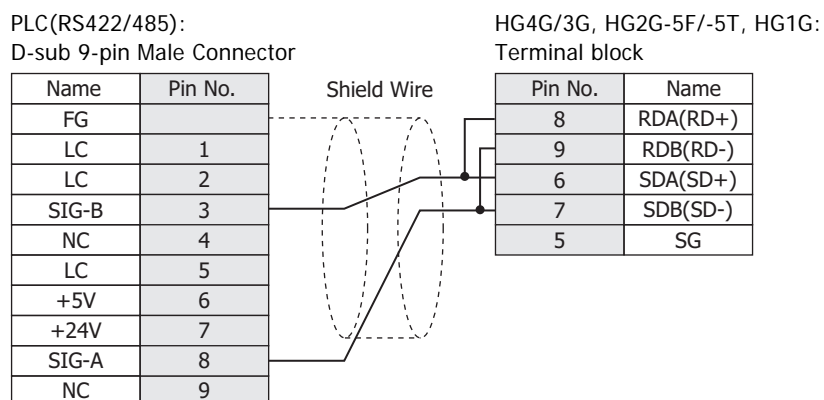 PLC(RS422/485):
D-sub 9-pin Male Connector
Name Pin No.
FG
LC 1
LC 2
SIG-B 3
NC 4
LC 5
+5V 6
+24V 7
SIG-A 8
NC 9
Shield Wire
HG4G/3G, HG2G-5F/-5T, HG1G:
Terminal block
Pin No. Name
8 RDA(RD+)
9 RDB(RD-)
6 SDA(SD+)
7 SDB(SD-)
5 SG